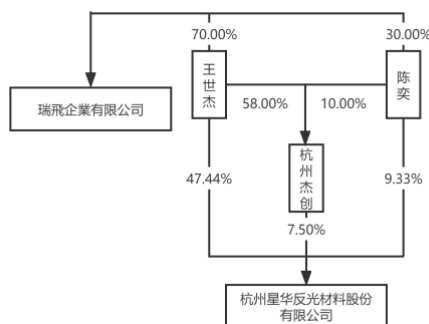 70.00%
30.00%
王世杰
陈奕
瑞飛企業有限公司
58.00%
10.00%
杭州杰创
47.44%
9.33%
7.50%
杭州星华反光材料股份
有限公司